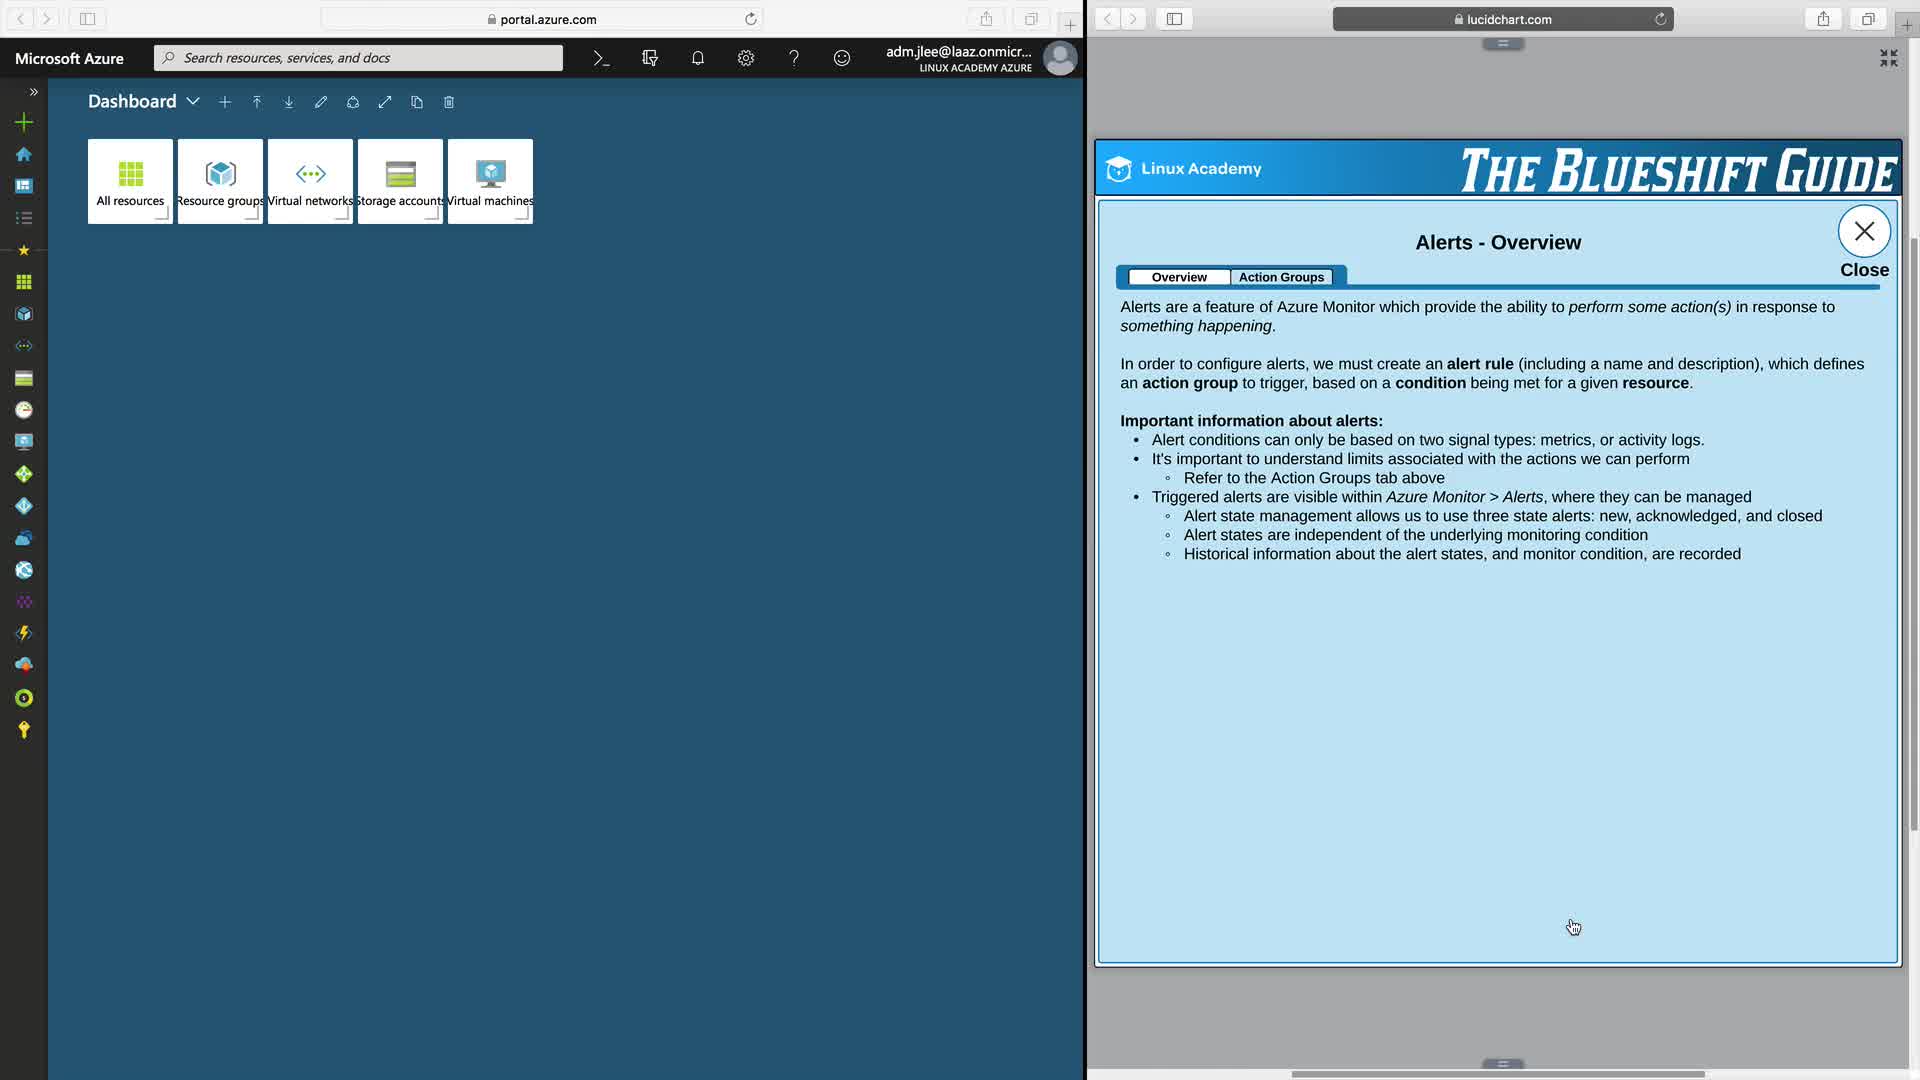 portal.azure.com
Microsoft Azure
Search resources, services, and docs
adm.jlee@laaz.onmicr...
LINUX ACADEMY AZURE
Dashboard
All resources
Resource groups
Virtual networks
Storage accounts
Virtual machines
lucidchart.com
Linux Academy
THE BLUESHIFT GUIDE
Alerts - Overview
Close
Overview
Action Groups
Alerts are a feature of Azure Monitor which provide the ability to perform some action(s) in response to
something happening.
In order to configure alerts, we must create an alert rule (including a name and description), which defines
an action group to trigger, based on a condition being met for a given resource.
Important information about alerts:
• Alert conditions can only be based on two signal types: metrics, or activity logs.
• It's important to understand limits associated with the actions we can perform
◦ Refer to the Action Groups tab above
• Triggered alerts are visible within Azure Monitor > Alerts, where they can be managed
◦ Alert state management allows us to use three state alerts: new, acknowledged, and closed
◦ Alert states are independent of the underlying monitoring condition
◦ Historical information about the alert states, and monitor condition, are recorded